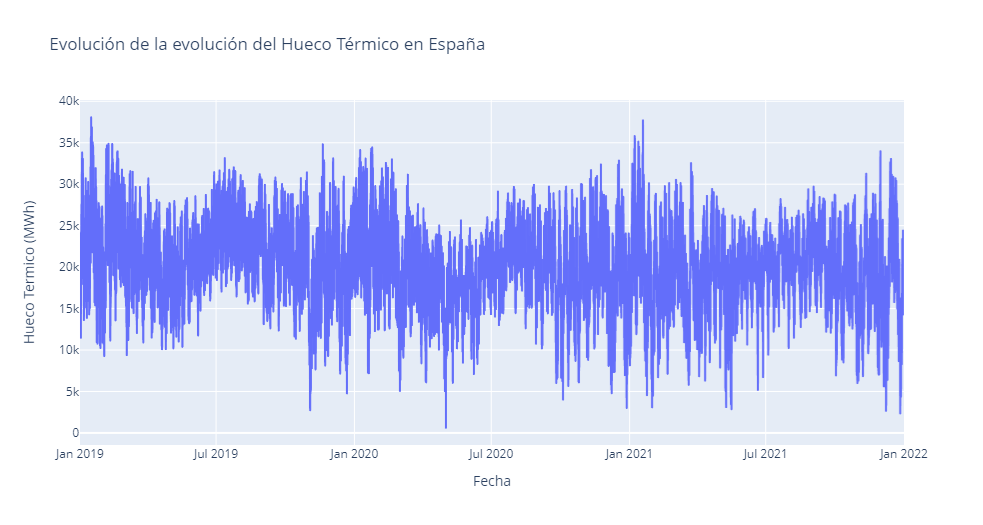 Evolución de la evolución del Hueco Térmico en España
Hueco Termico (MWh)
40k
35k
30k
25k
20k
15k
10k
5k
0
Jan 2019
Jul 2019
Jan 2020
Jul 2020
Jan 2021
Jul 2021
Jan 2022
Fecha